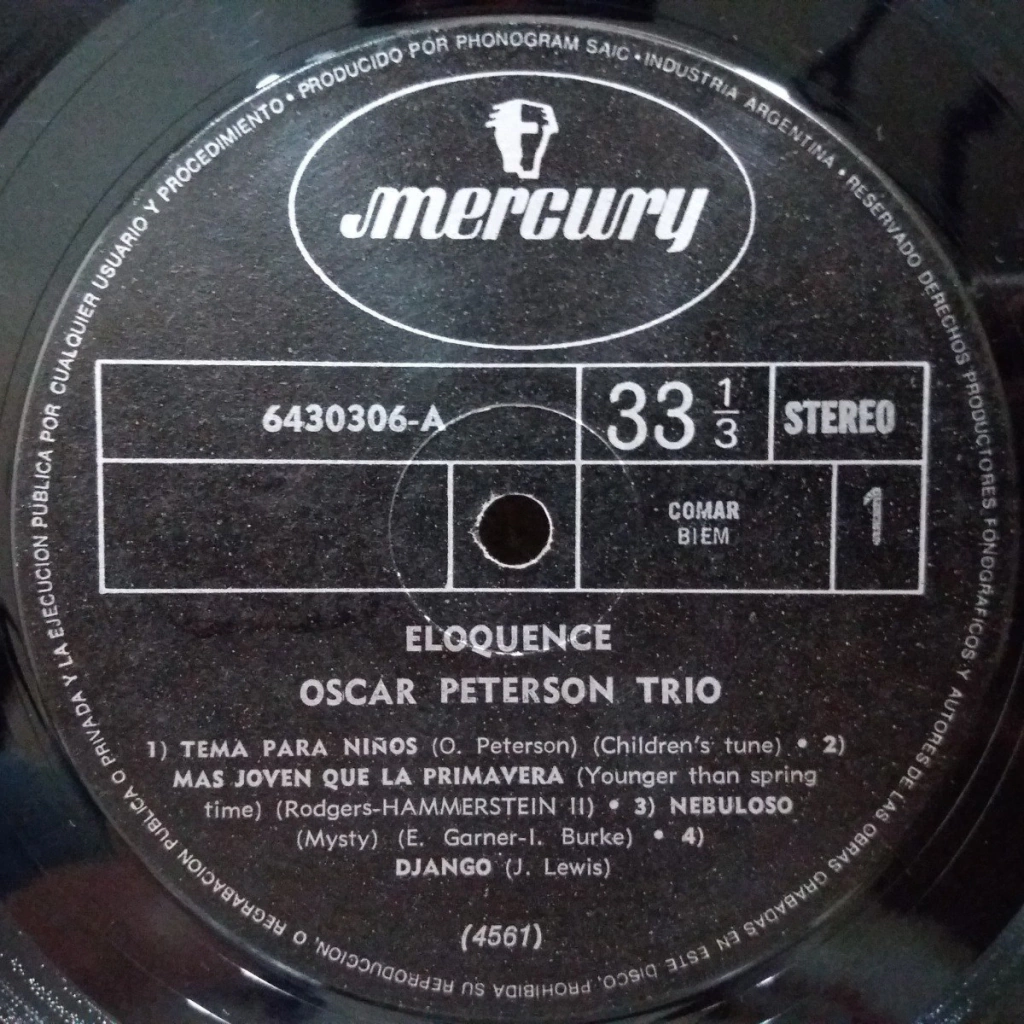 PRODUCIDO POR PHONOGRAM SAIC • INDUSTRIA ARGENTINA • RESERVADO DERECHOS PRODUCTORES FONOGRAFICOS Y AUTORES DE LAS OBRAS GRABADAS EN ESTE DISCO, PROHIBIDA SU REPRODUCCION, O REGRABACION PUBLICA O PRIVADA Y LA EJECUCION PUBLICA POR CUALQUIER USUARIO Y PROCEDIMIENTO •
mercury
6430306-A
33 1/3
STEREO
COMAR
BIEM
1
ELOQUENCE
OSCAR PETERSON TRIO
1) TEMA PARA NIÑOS (O. Peterson) (Children's tune) • 2)
MAS JOVEN QUE LA PRIMAVERA (Younger than spring
time) (Rodgers-HAMMERSTEIN II) • 3) NEBULOSO
(Mysty) (E. Garner-I. Burke) • 4)
DJANGO (J. Lewis)
(4561)